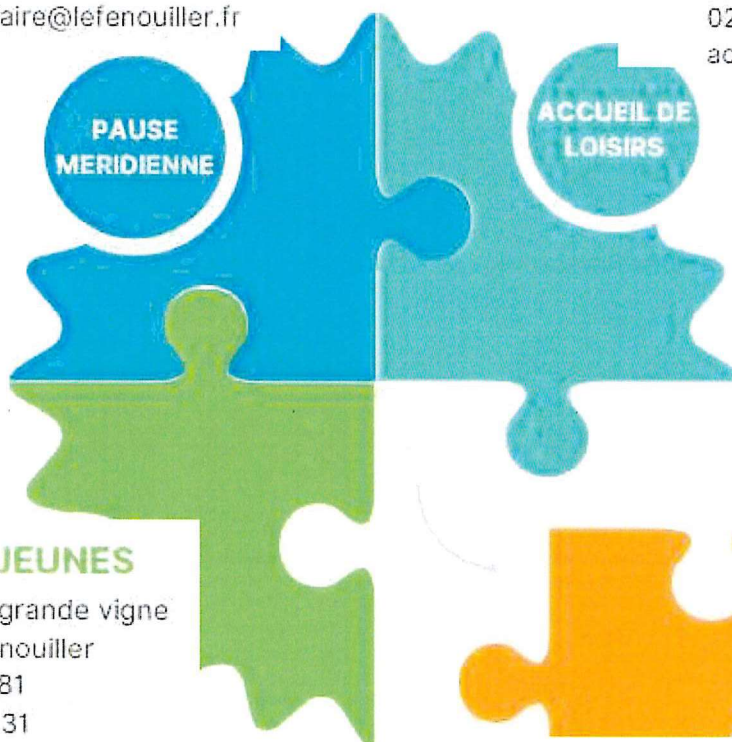 aire@lefenouiller.fr
02
ac
PAUSE
MERIDIENNE
ACCUEIL DE
LOISIRS
JEUNES
grande vigne
nouiller
81
31